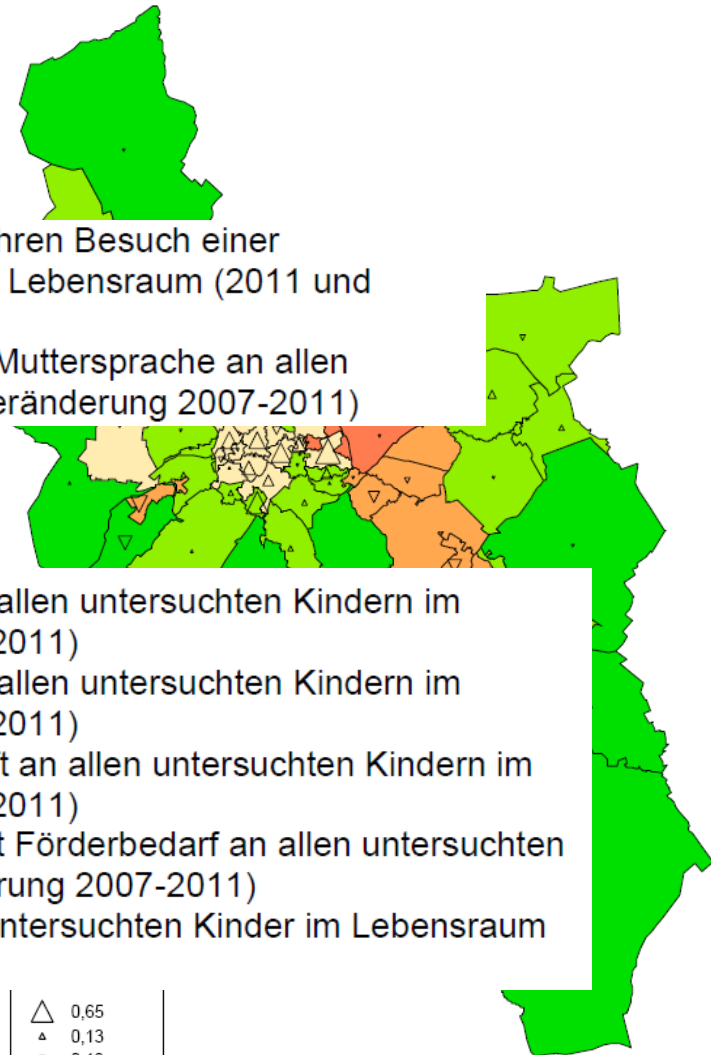 hren Besuch einer
Lebensraum (2011 und
Muttersprache an allen
eränderung 2007-2011)
allen untersuchten Kindern im
2011)
allen untersuchten Kindern im
2011)
t an allen untersuchten Kindern im
2011)
t Förderbedarf an allen untersuchten
rung 2007-2011)
ntersuchten Kinder im Lebensraum
0,65
0,13